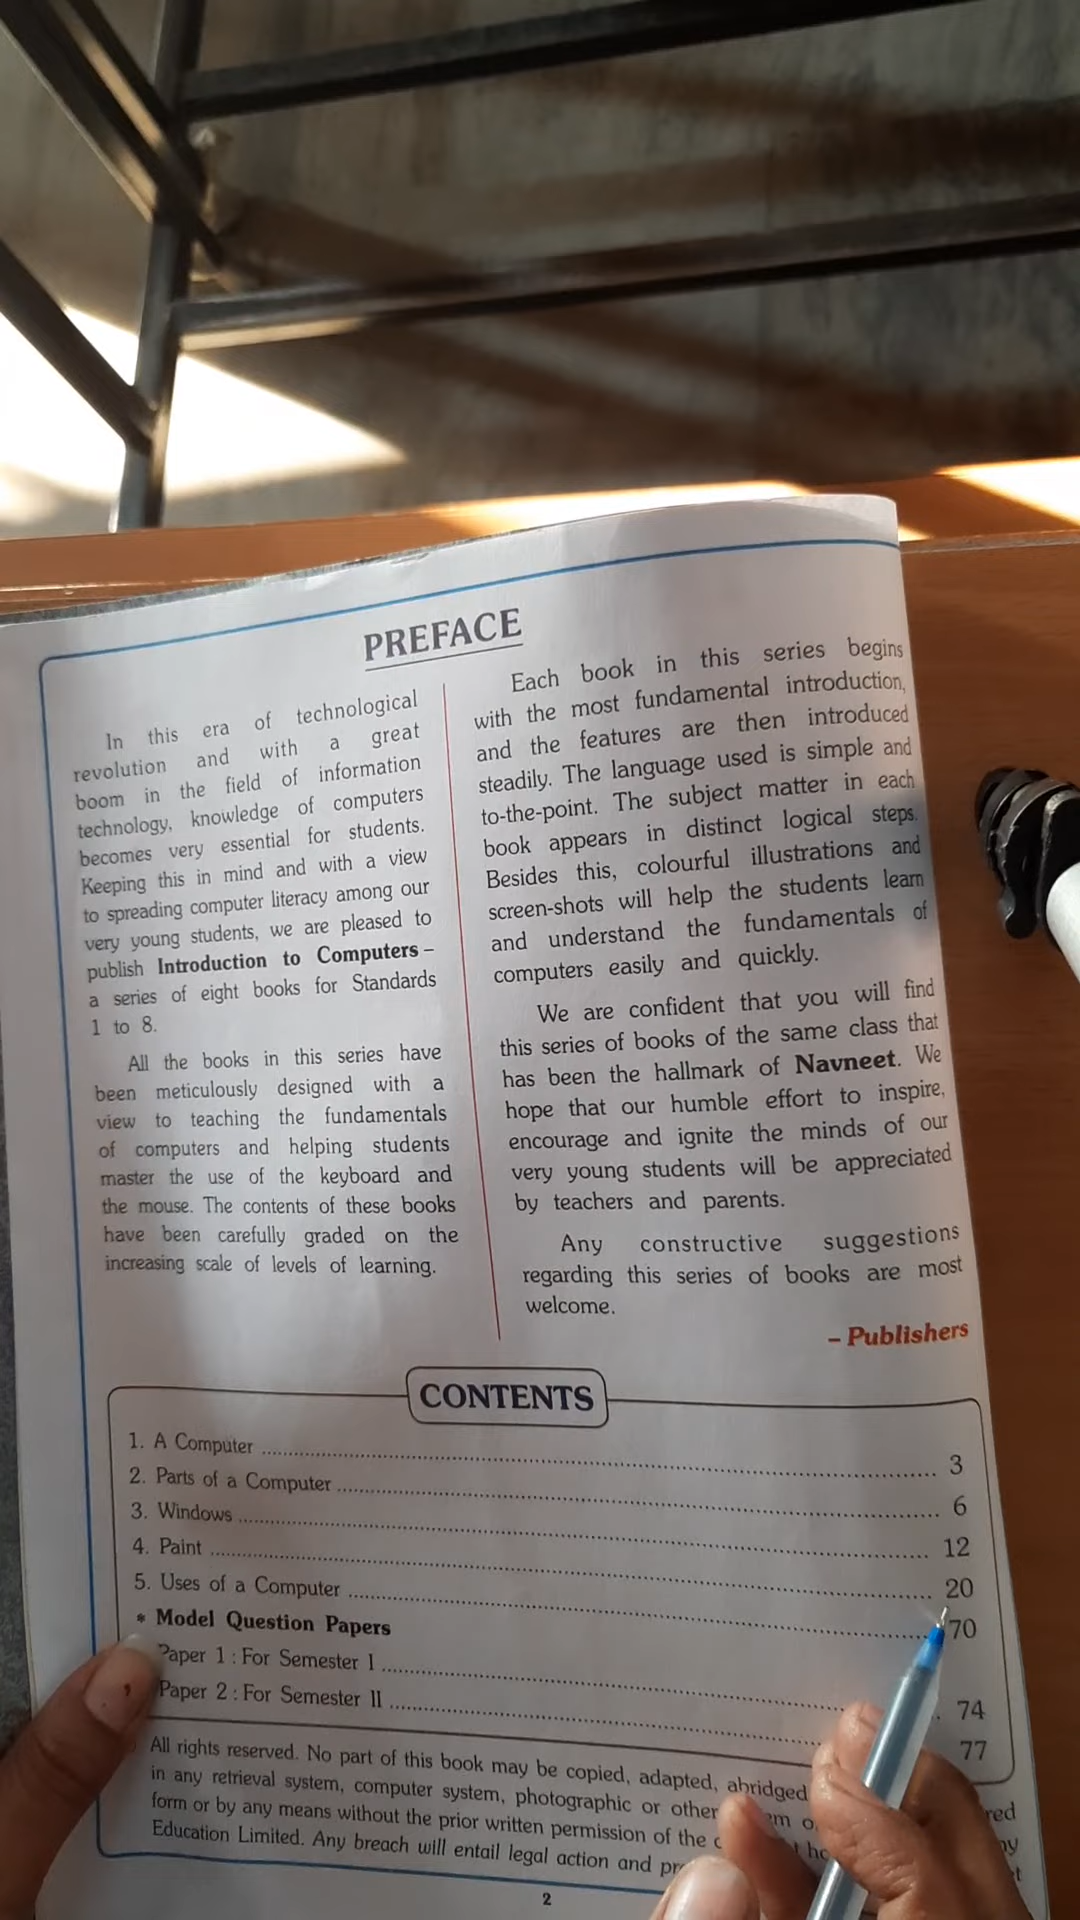 PREFACE
In this era of technological
revolution and with a great
boom in the field of information
technology, knowledge of computers
becomes very essential for students.
Keeping this in mind and with a view
to spreading computer literacy among our
very young students, we are pleased to
publish Introduction to Computers –
a series of eight books for Standards
1 to 8.
All the books in this series have
been meticulously designed with a
view to teaching the fundamentals
of computers and helping students
master the use of the keyboard and
the mouse. The contents of these books
have been carefully graded on the
increasing scale of levels of learning.
Each book in this series begins
with the most fundamental introduction,
and the features are then introduced
steadily. The language used is simple and
to-the-point. The subject matter in each
book appears in distinct logical steps.
Besides this, colourful illustrations and
screen-shots will help the students learn
and understand the fundamentals of
computers easily and quickly.
We are confident that you will find
this series of books of the same class that
has been the hallmark of Navneet. We
hope that our humble effort to inspire,
encourage and ignite the minds of our
very young students will be appreciated
by teachers and parents.
Any constructive suggestions
regarding this series of books are most
welcome.
– Publishers
CONTENTS
1. A Computer 3
2. Parts of a Computer 6
3. Windows 12
4. Paint 20
5. Uses of a Computer 70
* Model Question Papers
Paper 1 : For Semester I 74
Paper 2 : For Semester II 77
All rights reserved. No part of this book may be copied, adapted, abridged
in any retrieval system, computer system, photographic or other
form or by any means without the prior written permission of the
Education Limited. Any breach will entail legal action and
2